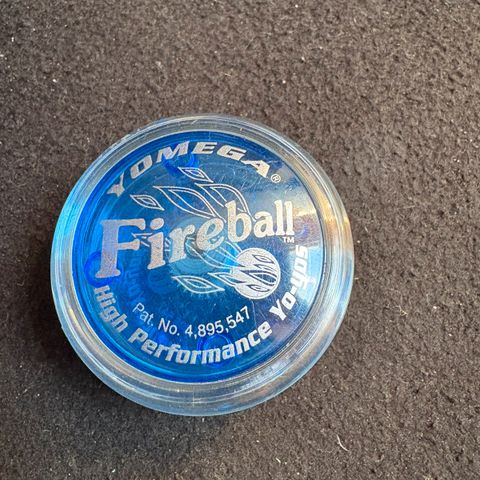 YOMEGA®
Fireball™
Pat. No. 4,895,547
High Performance Yo-yos